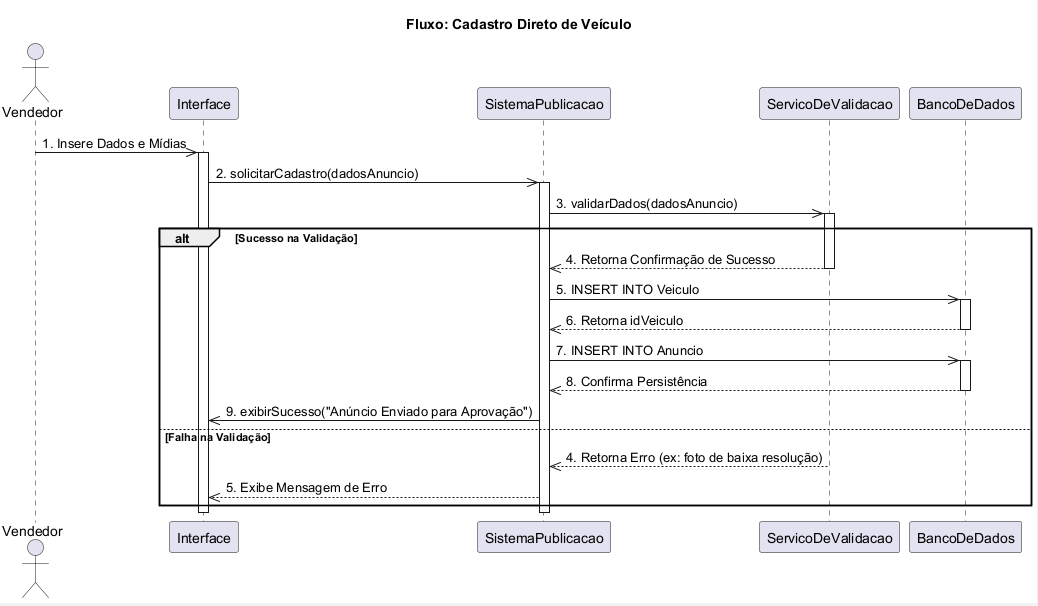 Fluxo: Cadastro Direto de Veículo
Vendedor
Interface
SistemaPublicacao
ServicoDeValidacao
BancoDeDados
1. Insere Dados e Mídias
2. solicitarCadastro(dadosAnuncio)
3. validarDados(dadosAnuncio)
alt
[Sucesso na Validação]
4. Retorna Confirmação de Sucesso
5. INSERT INTO Veiculo
6. Retorna idVeiculo
7. INSERT INTO Anuncio
8. Confirma Persistência
9. exibirSucesso("Anúncio Enviado para Aprovação")
[Falha na Validação]
4. Retorna Erro (ex: foto de baixa resolução)
5. Exibe Mensagem de Erro
Vendedor
Interface
SistemaPublicacao
ServicoDeValidacao
BancoDeDados